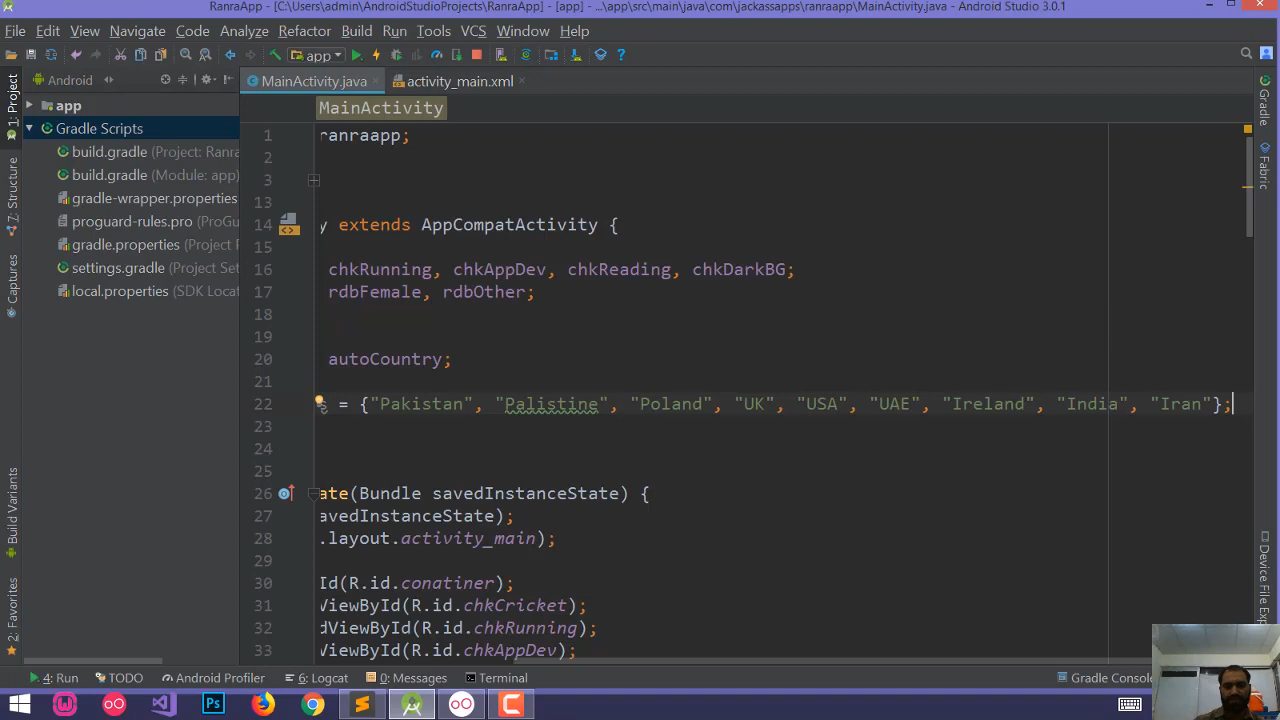 RanraApp - [C:\Users\admin\AndroidStudioProjects\RanraApp] - [app] - ...\app\src\main\java\com\jackassapps\ranraapp\MainActivity.java - Android Studio 3.0.1
File Edit View Navigate Code Analyze Refactor Build Run Tools VCS Window Help
app
1: Project
Android
MainActivity.java
activity_main.xml
Gradle
app
MainActivity
Gradle Scripts
build.gradle (Project: Ranra
build.gradle (Module: app)
gradle-wrapper.properties
proguard-rules.pro (ProGu
gradle.properties (Project
settings.gradle (Project Set
local.properties (SDK Locat
7: Structure
Captures
Build Variants
2: Favorites
Fabric
Device File Exp
1 ranraapp;
2
3
13
14 y extends AppCompatActivity {
15
16 chkRunning, chkAppDev, chkReading, chkDarkBG;
17 rdbFemale, rdbOther;
18
19
20 autoCountry;
21
22 s = {"Pakistan", "Palistine", "Poland", "UK", "USA", "UAE", "Ireland", "India", "Iran"};
23
24
25
26 ate(Bundle savedInstanceState) {
27 avedInstanceState);
28 .layout.activity_main);
29
30 Id(R.id.conatiner);
31 ViewById(R.id.chkCricket);
32 dViewById(R.id.chkRunning);
33 ViewById(R.id.chkAppDev);
4: Run TODO Android Profiler 6: Logcat 0: Messages Terminal Gradle Conso
Ps